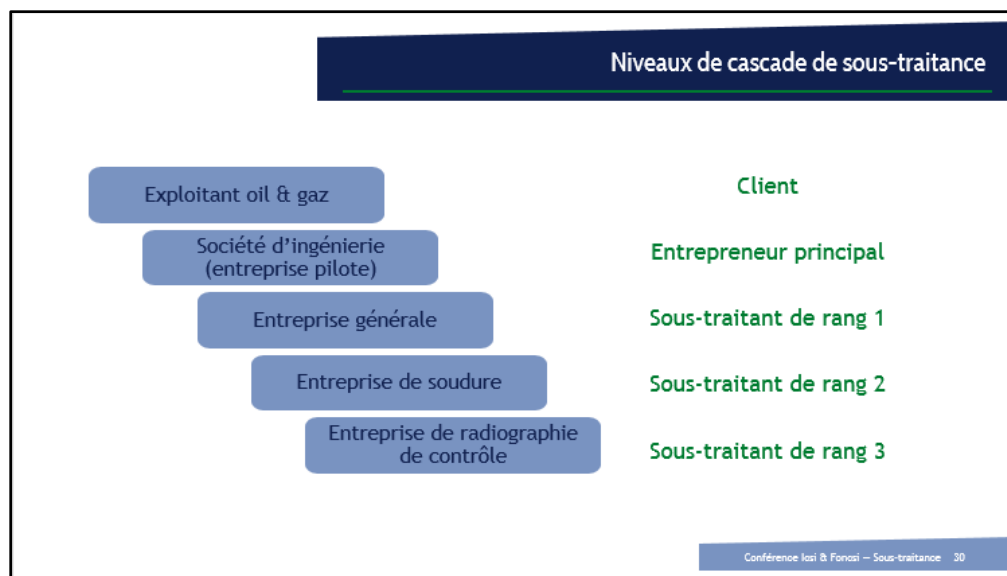 Niveaux de cascade de sous-traitance
Exploitant oil & gaz
Client
Société d'ingénierie
(entreprise pilote)
Entrepreneur principal
Entreprise générale
Sous-traitant de rang 1
Entreprise de soudure
Sous-traitant de rang 2
Entreprise de radiographie
de contrôle
Sous-traitant de rang 3
Conférence Iosi & Fonosi – Sous-traitance 30